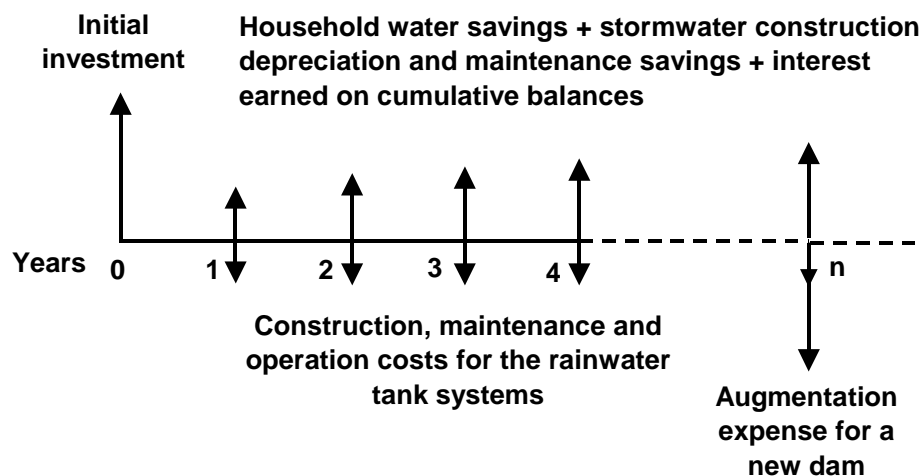 Initial
investment
Household water savings + stormwater construction
depreciation and maintenance savings + interest
earned on cumulative balances
Years 0 1 2 3 4 n
Construction, maintenance and
operation costs for the rainwater
tank systems
Augmentation
expense for a
new dam